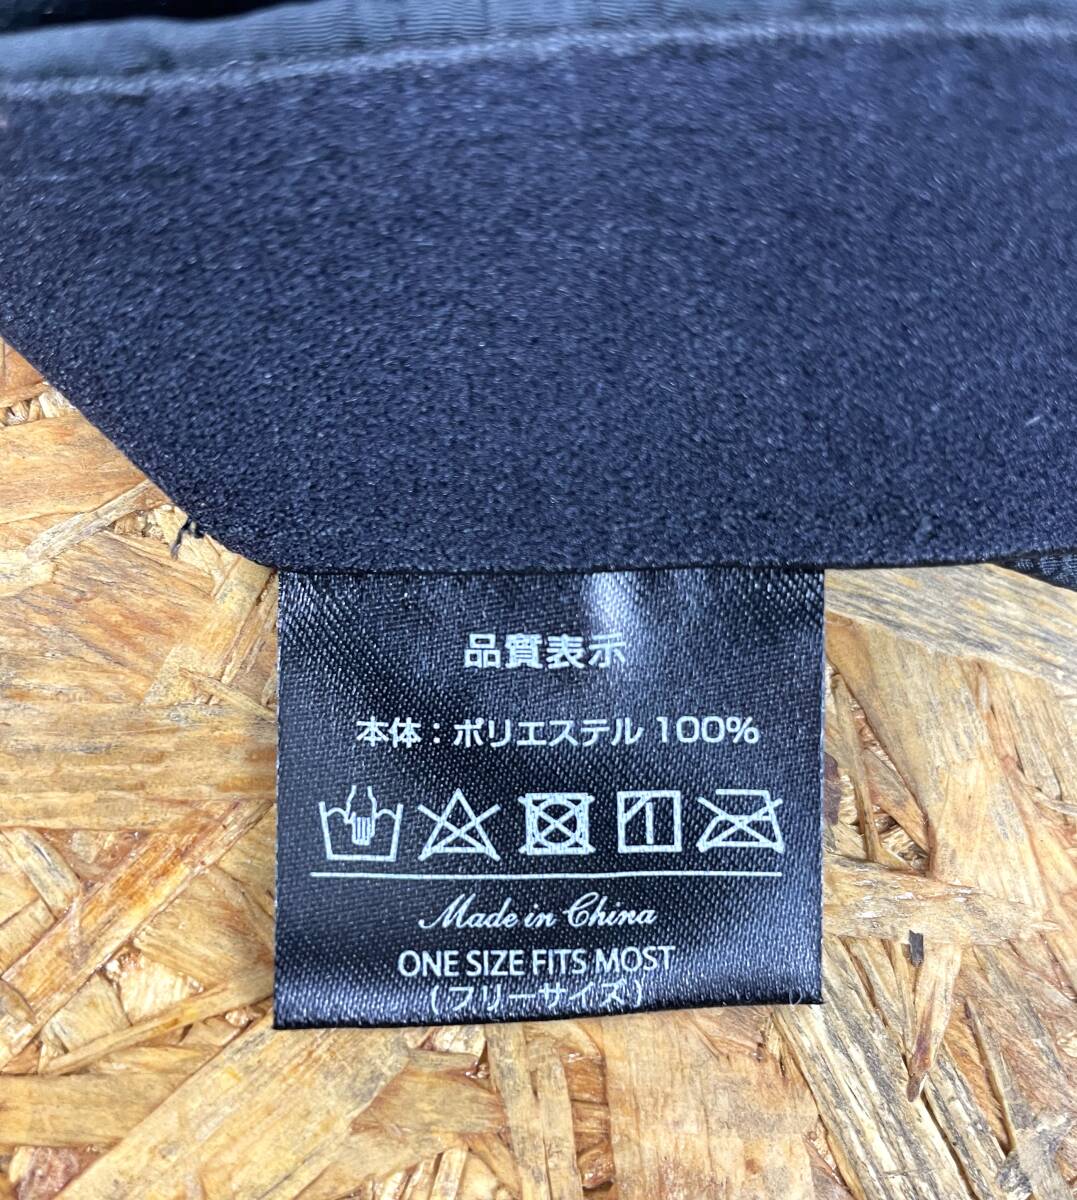 品質表示
本体：ポリエステル 100%
Made in China
ONE SIZE FITS MOST
(フリーサイズ)